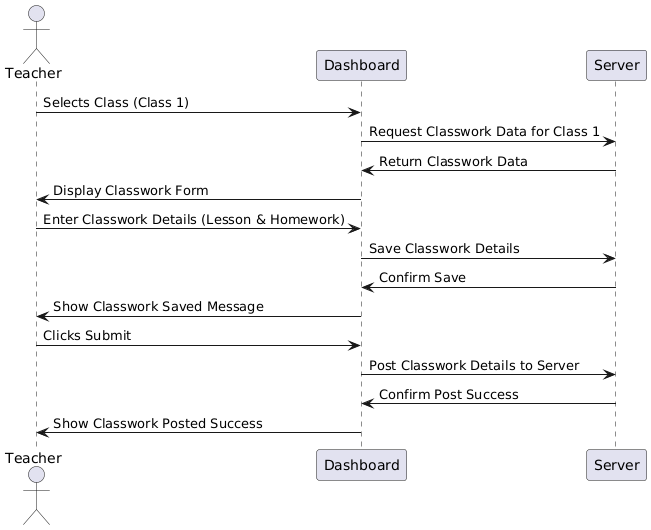 Teacher
Dashboard
Server
Selects Class (Class 1)
Request Classwork Data for Class 1
Return Classwork Data
Display Classwork Form
Enter Classwork Details (Lesson & Homework)
Save Classwork Details
Confirm Save
Show Classwork Saved Message
Clicks Submit
Post Classwork Details to Server
Confirm Post Success
Show Classwork Posted Success
Teacher
Dashboard
Server